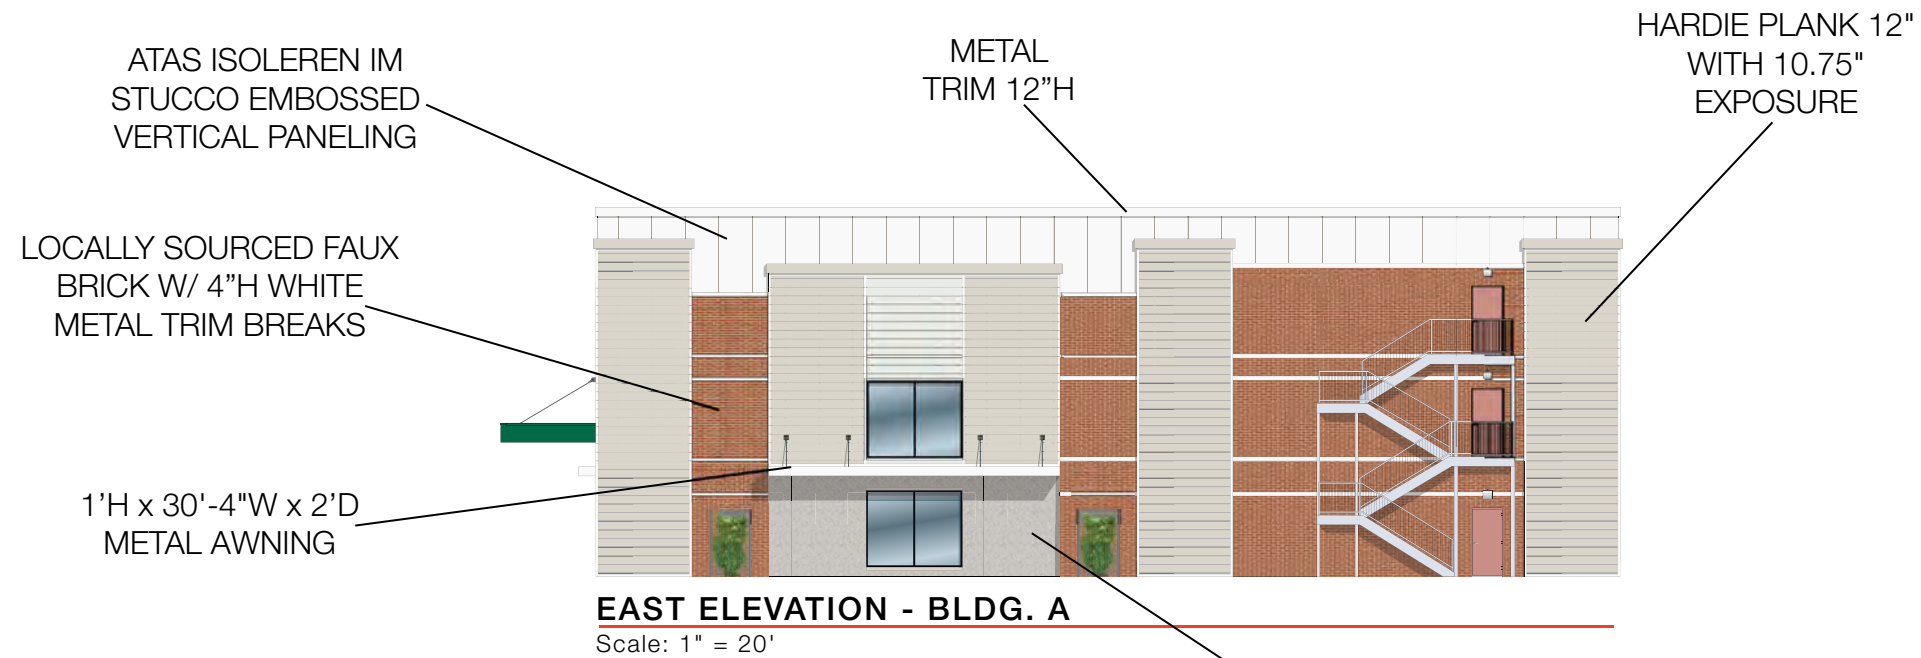 ATAS ISOLEREN IM
STUCCO EMBOSSED
VERTICAL PANELING
METAL
TRIM 12”H
HARDIE PLANK 12"
WITH 10.75"
EXPOSURE
LOCALLY SOURCED FAUX
BRICK W/ 4”H WHITE
METAL TRIM BREAKS
1’H x 30'-4"W x 2’D
METAL AWNING
EAST ELEVATION - BLDG. A
Scale: 1" = 20'